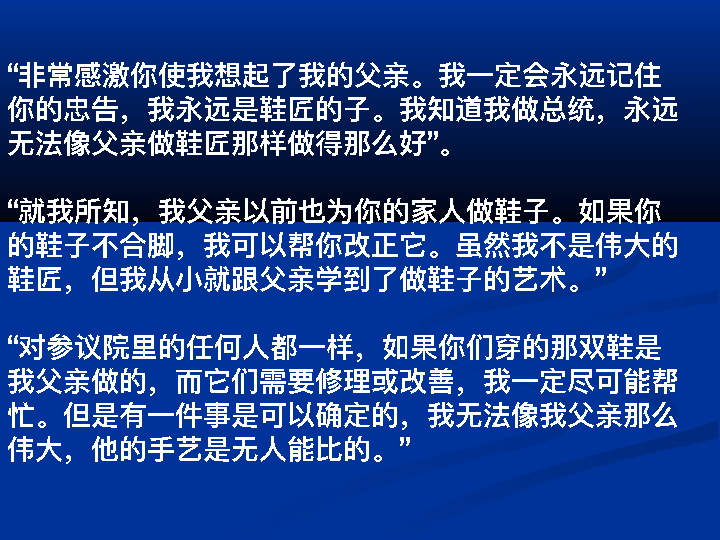 “非常感激你使我想起了我的父亲。我一定会永远记住
你的忠告，我永远是鞋匠的子。我知道我做总统，永远
无法像父亲做鞋匠那样做得那么好”。
“就我所知，我父亲以前也为你的家人做鞋子。如果你
的鞋子不合脚，我可以帮你改正它。虽然我不是伟大的
鞋匠，但我从小就跟父亲学到了做鞋子的艺术。”
“对参议院里的任何人都一样，如果你们穿的那双鞋是
我父亲做的，而它们需要修理或改善，我一定尽可能帮
忙。但是有一件事是可以确定的，我无法像我父亲那么
伟大，他的手艺是无人能比的。”